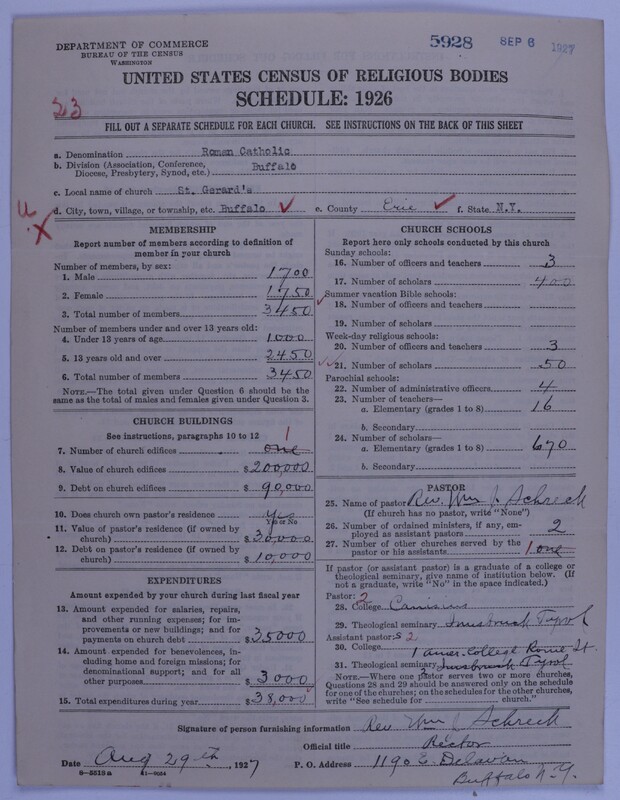 DEPARTMENT OF COMMERCE
BUREAU OF THE CENSUS
WASHINGTON
5928 SEP 6 1927
UNITED STATES CENSUS OF RELIGIOUS BODIES
SCHEDULE: 1926
23
FILL OUT A SEPARATE SCHEDULE FOR EACH CHURCH. SEE INSTRUCTIONS ON THE BACK OF THIS SHEET
a. Denomination Roman Catholic
b. Division (Association, Conference, Diocese, Presbytery, Synod, etc.) Buffalo
c. Local name of church St. Gerard's
d. City, town, village, or township, etc. Buffalo e. County Erie f. State N.Y.
U
X
MEMBERSHIP
Report number of members according to definition of
member in your church
Number of members, by sex:
1. Male 1700
2. Female 1750
3. Total number of members 3450
Number of members under and over 13 years old:
4. Under 13 years of age 1000
5. 13 years old and over 2450
6. Total number of members 3450
NOTE.—The total given under Question 6 should be the
same as the total of males and females given under Question 3.
CHURCH BUILDINGS
See instructions, paragraphs 10 to 12
7. Number of church edifices one 1
8. Value of church edifices $ 200,000
9. Debt on church edifices $ 90,000
10. Does church own pastor's residence? Yes
Yes or No
11. Value of pastor's residence (if owned by
church) $ 30,000
12. Debt on pastor's residence (if owned by
church) $ 10,000
EXPENDITURES
Amount expended by your church during last fiscal year
13. Amount expended for salaries, repairs,
and other running expenses; for im-
provements or new buildings; and for
payments on church debt $ 35000
14. Amount expended for benevolences, in-
cluding home and foreign missions; for
denominational support; and for all
other purposes $ 3000
15. Total expenditures during year $ 38,000
CHURCH SCHOOLS
Report here only schools conducted by this church
Sunday schools:
16. Number of officers and teachers 3
17. Number of scholars 400
Summer vacation Bible schools:
18. Number of officers and teachers
19. Number of scholars
Week-day religious schools:
20. Number of officers and teachers 3
21. Number of scholars 50
Parochial schools:
22. Number of administrative officers 4
23. Number of teachers—
a. Elementary (grades 1 to 8) 16
b. Secondary
24. Number of scholars—
a. Elementary (grades 1 to 8) 670
b. Secondary
PASTOR
25. Name of pastor Rev. Wm J. Schreck
(If church has no pastor, write "None")
26. Number of ordained ministers, if any, em-
ployed as assistant pastors 2
27. Number of other churches served by the
pastor or his assistants 1 one
If pastor (or assistant pastor) is a graduate of a college or
theological seminary, give name of institution below. (If
not a graduate, write "No" in the space indicated.)
Pastor: 2
28. College Canisius
29. Theological seminary Innsbruck Tyrol
Assistant pastor: s 2
30. College 1 Amer. College Rome It.
31. Theological seminary Innsbruck Tyrol
NOTE.—Where one pastor serves two or more churches,
Questions 28 and 29 should be answered only on the schedule
for one of the churches; on the schedules for the other churches,
write "See schedule for church."
Signature of person furnishing information Rev. Wm J. Schreck
Official title Rector
Date Aug 29th, 1927 P. O. Address 1190 E. Delavan
Buffalo N.Y.
8—5518a